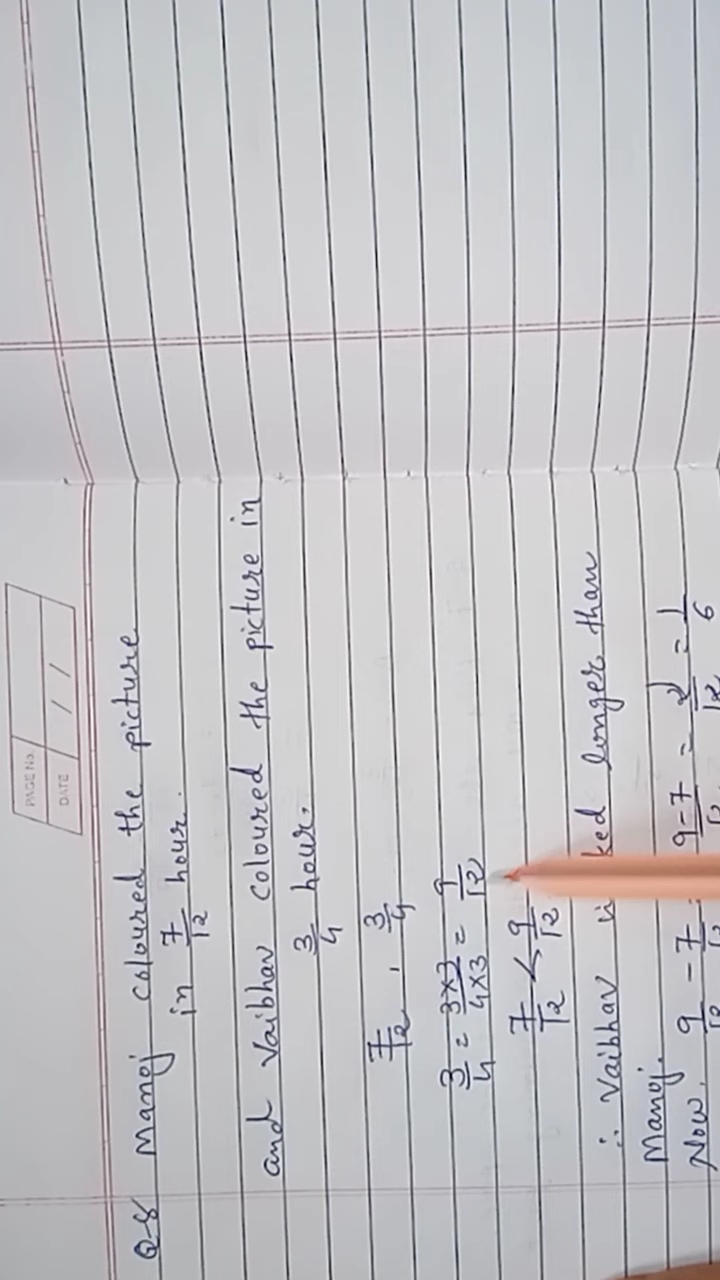 PAGE No.
DATE / /
Q-8 Manoj coloured the picture
in 7/12 hour.
and Vaibhav coloured the picture in
3/4 hour.
7/12 , 3/4
3/4 = 3×3/4×3 = 9/12
7/12 < 9/12
∴ Vaibhav longer than
Manoj.
Now, 9/12 - 7/12 = 9-7/12 = 2/12 = 1/6